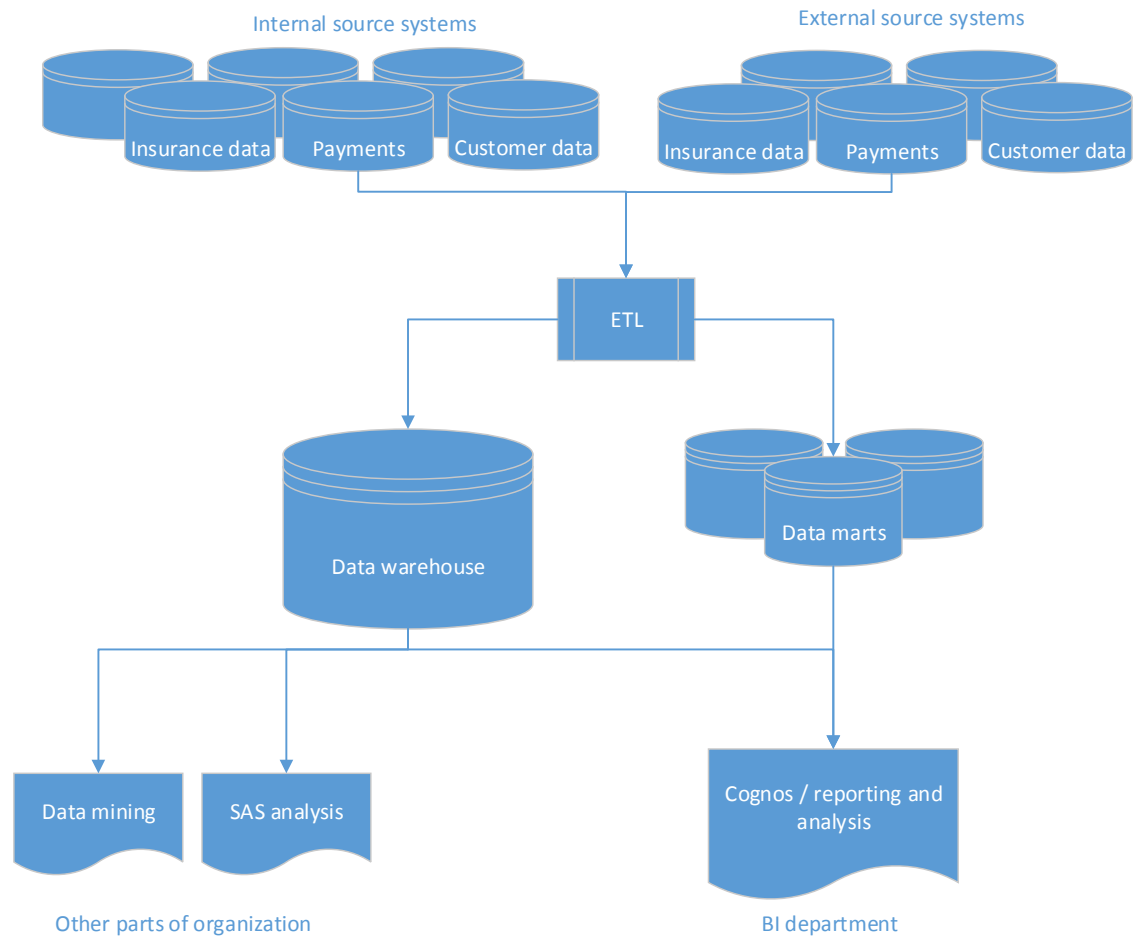 Internal source systems
External source systems
Insurance data
Payments
Customer data
Insurance data
Payments
Customer data
ETL
Data warehouse
Data marts
Data mining
SAS analysis
Cognos / reporting and
analysis
Other parts of organization
BI department